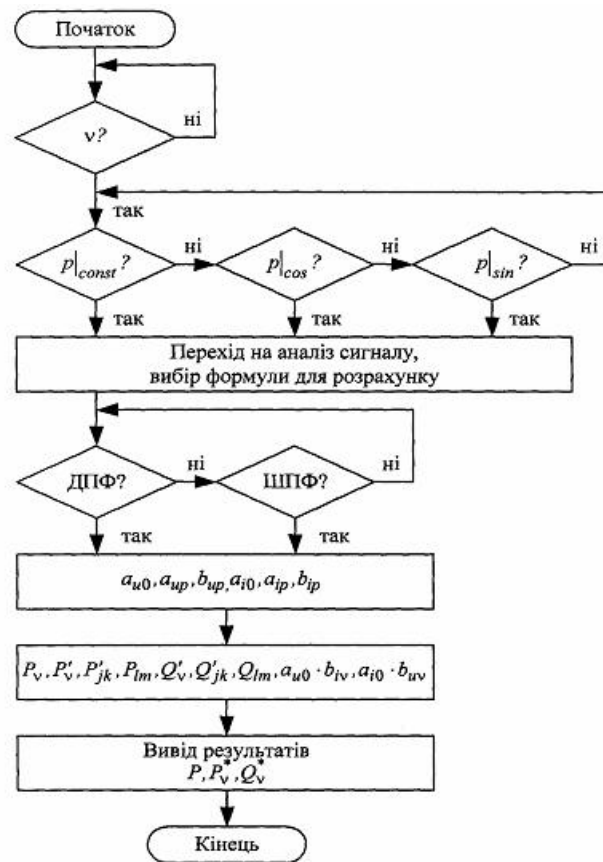 Початок
ні
ν?
так
p|const ?
ні
p|cos ?
ні
p|sin ?
ні
так
так
так
Перехід на аналіз сигналу,
вибір формули для розрахунку
ДПФ?
ні
ШПФ?
ні
так
так
a_u0, a_up, b_up, a_i0, a_ip, b_ip
P_ν, P′_ν, P′_jk, P_lm, Q′_ν, Q′_jk, Q_lm, a_u0 · b_iν, a_i0 · b_uν
Вивід результатів
P, P*_ν, Q*_ν
Кінець